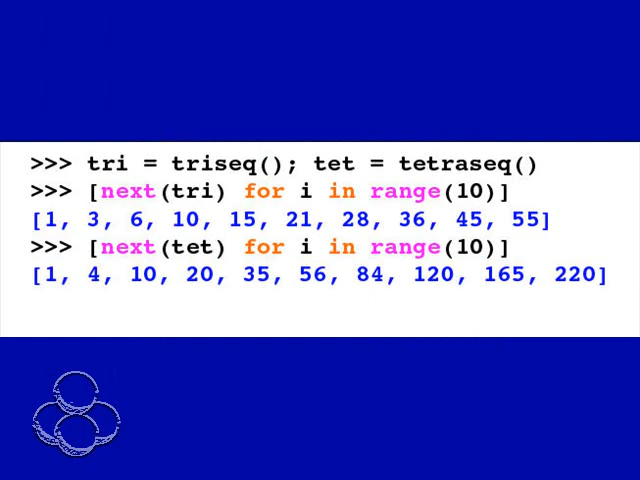 >>> tri = triseq(); tet = tetraseq()
>>> [next(tri) for i in range(10)]
[1, 3, 6, 10, 15, 21, 28, 36, 45, 55]
>>> [next(tet) for i in range(10)]
[1, 4, 10, 20, 35, 56, 84, 120, 165, 220]